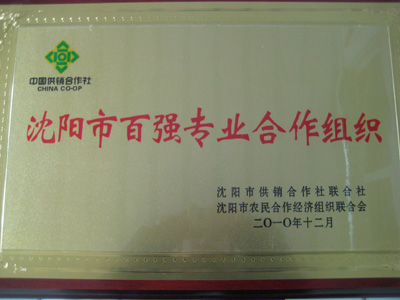 中国供销合作社
CHINA CO-OP
沈阳市百强专业合作组织
沈阳市供销合作社联合社
沈阳市农民合作经济组织联合会
二〇一〇年十二月